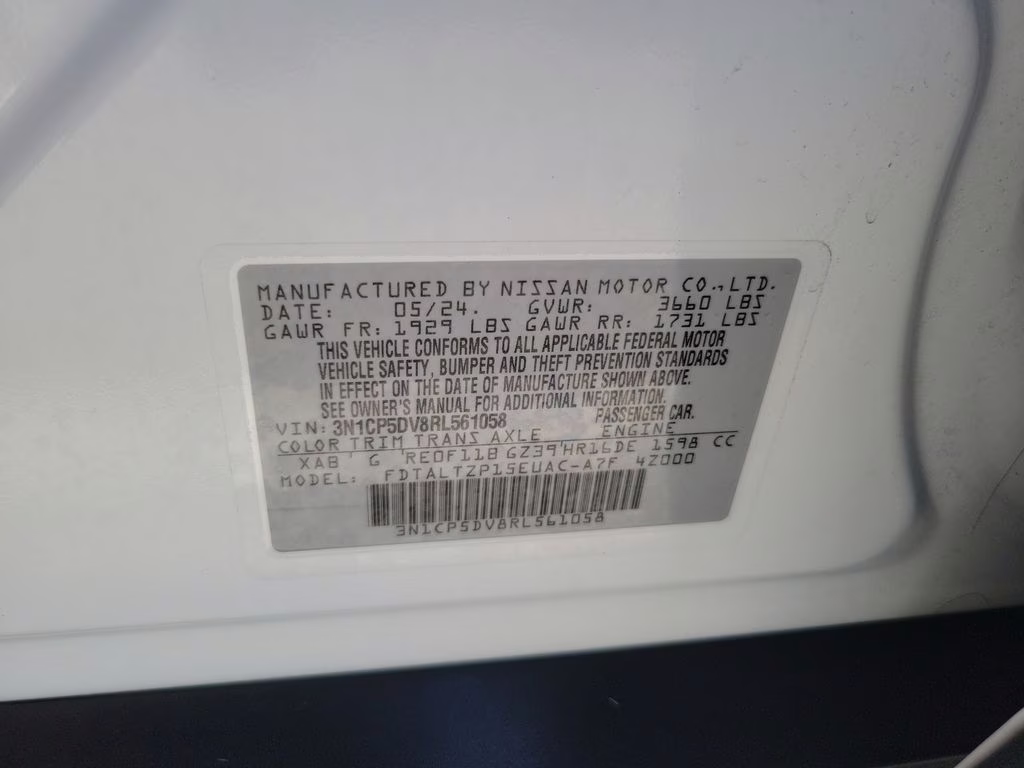 MANUFACTURED BY NISSAN MOTOR CO.,LTD.
DATE: 05/24. GVWR: 3660 LBS
GAWR FR: 1929 LBS GAWR RR: 1731 LBS
THIS VEHICLE CONFORMS TO ALL APPLICABLE FEDERAL MOTOR
VEHICLE SAFETY, BUMPER AND THEFT PREVENTION STANDARDS
IN EFFECT ON THE DATE OF MANUFACTURE SHOWN ABOVE.
SEE OWNER'S MANUAL FOR ADDITIONAL INFORMATION.
VIN: 3N1CP5DV8RL561058 PASSENGER CAR.
COLOR TRIM TRANS AXLE ENGINE
XAB ' G 'RE0F11B GZ39'HR16DE 1598 CC
MODEL: FDTALTZP15EUAC-A7F 4Z000
3N1CP5DV8RL561058